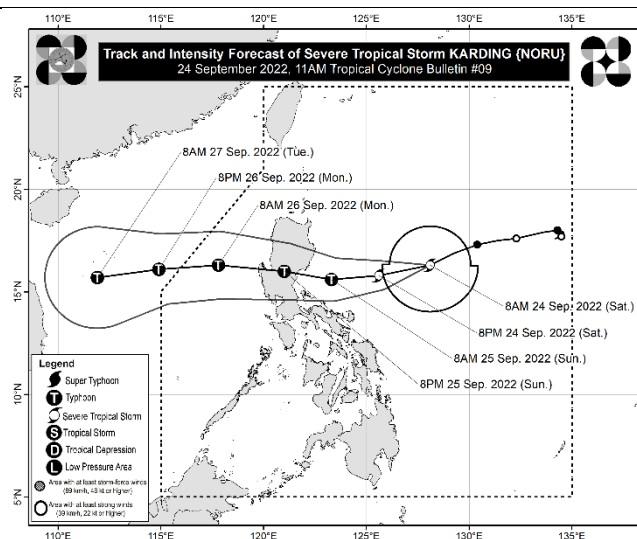 Track and Intensity Forecast of Severe Tropical Storm KARDING {NORU}
24 September 2022, 11AM Tropical Cyclone Bulletin #09
25°N
20°N
15°N
10°N
5°N
8AM 27 Sep. 2022 (Tue.)
8PM 26 Sep. 2022 (Mon.)
8AM 26 Sep. 2022 (Mon.)
8AM 24 Sep. 2022 (Sat.)
8PM 24 Sep. 2022 (Sat.)
8AM 25 Sep. 2022 (Sun.)
8PM 25 Sep. 2022 (Sun.)
T T T T T
Legend
Super Typhoon
T Typhoon
Severe Tropical Storm
S Tropical Storm
D Tropical Depression
L Low Pressure Area
Area with at least storm-force winds
(89 km/h, 48 kt or higher)
Area with at least strong winds
(39 km/h, 22 kt or higher)
110°E 115°E 120°E 125°E 130°E 135°E